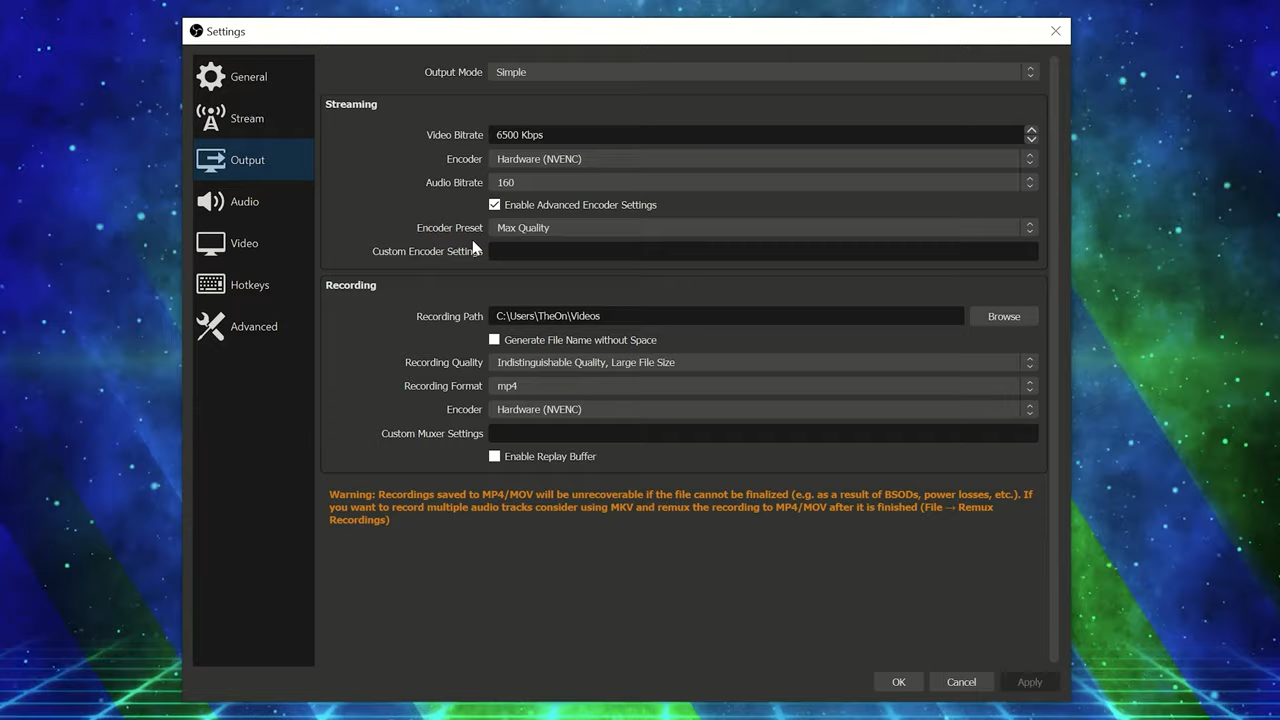 Settings
General
Stream
Output
Audio
Video
Hotkeys
Advanced
Output Mode Simple
Streaming
Video Bitrate 6500 Kbps
Encoder Hardware (NVENC)
Audio Bitrate 160
Enable Advanced Encoder Settings
Encoder Preset Max Quality
Custom Encoder Settings
Recording
Recording Path C:\Users\TheOn\Videos Browse
Generate File Name without Space
Recording Quality Indistinguishable Quality, Large File Size
Recording Format mp4
Encoder Hardware (NVENC)
Custom Muxer Settings
Enable Replay Buffer
Warning: Recordings saved to MP4/MOV will be unrecoverable if the file cannot be finalized (e.g. as a result of BSODs, power losses, etc.). If
you want to record multiple audio tracks consider using MKV and remux the recording to MP4/MOV after it is finished (File → Remux
Recordings)
OK Cancel Apply